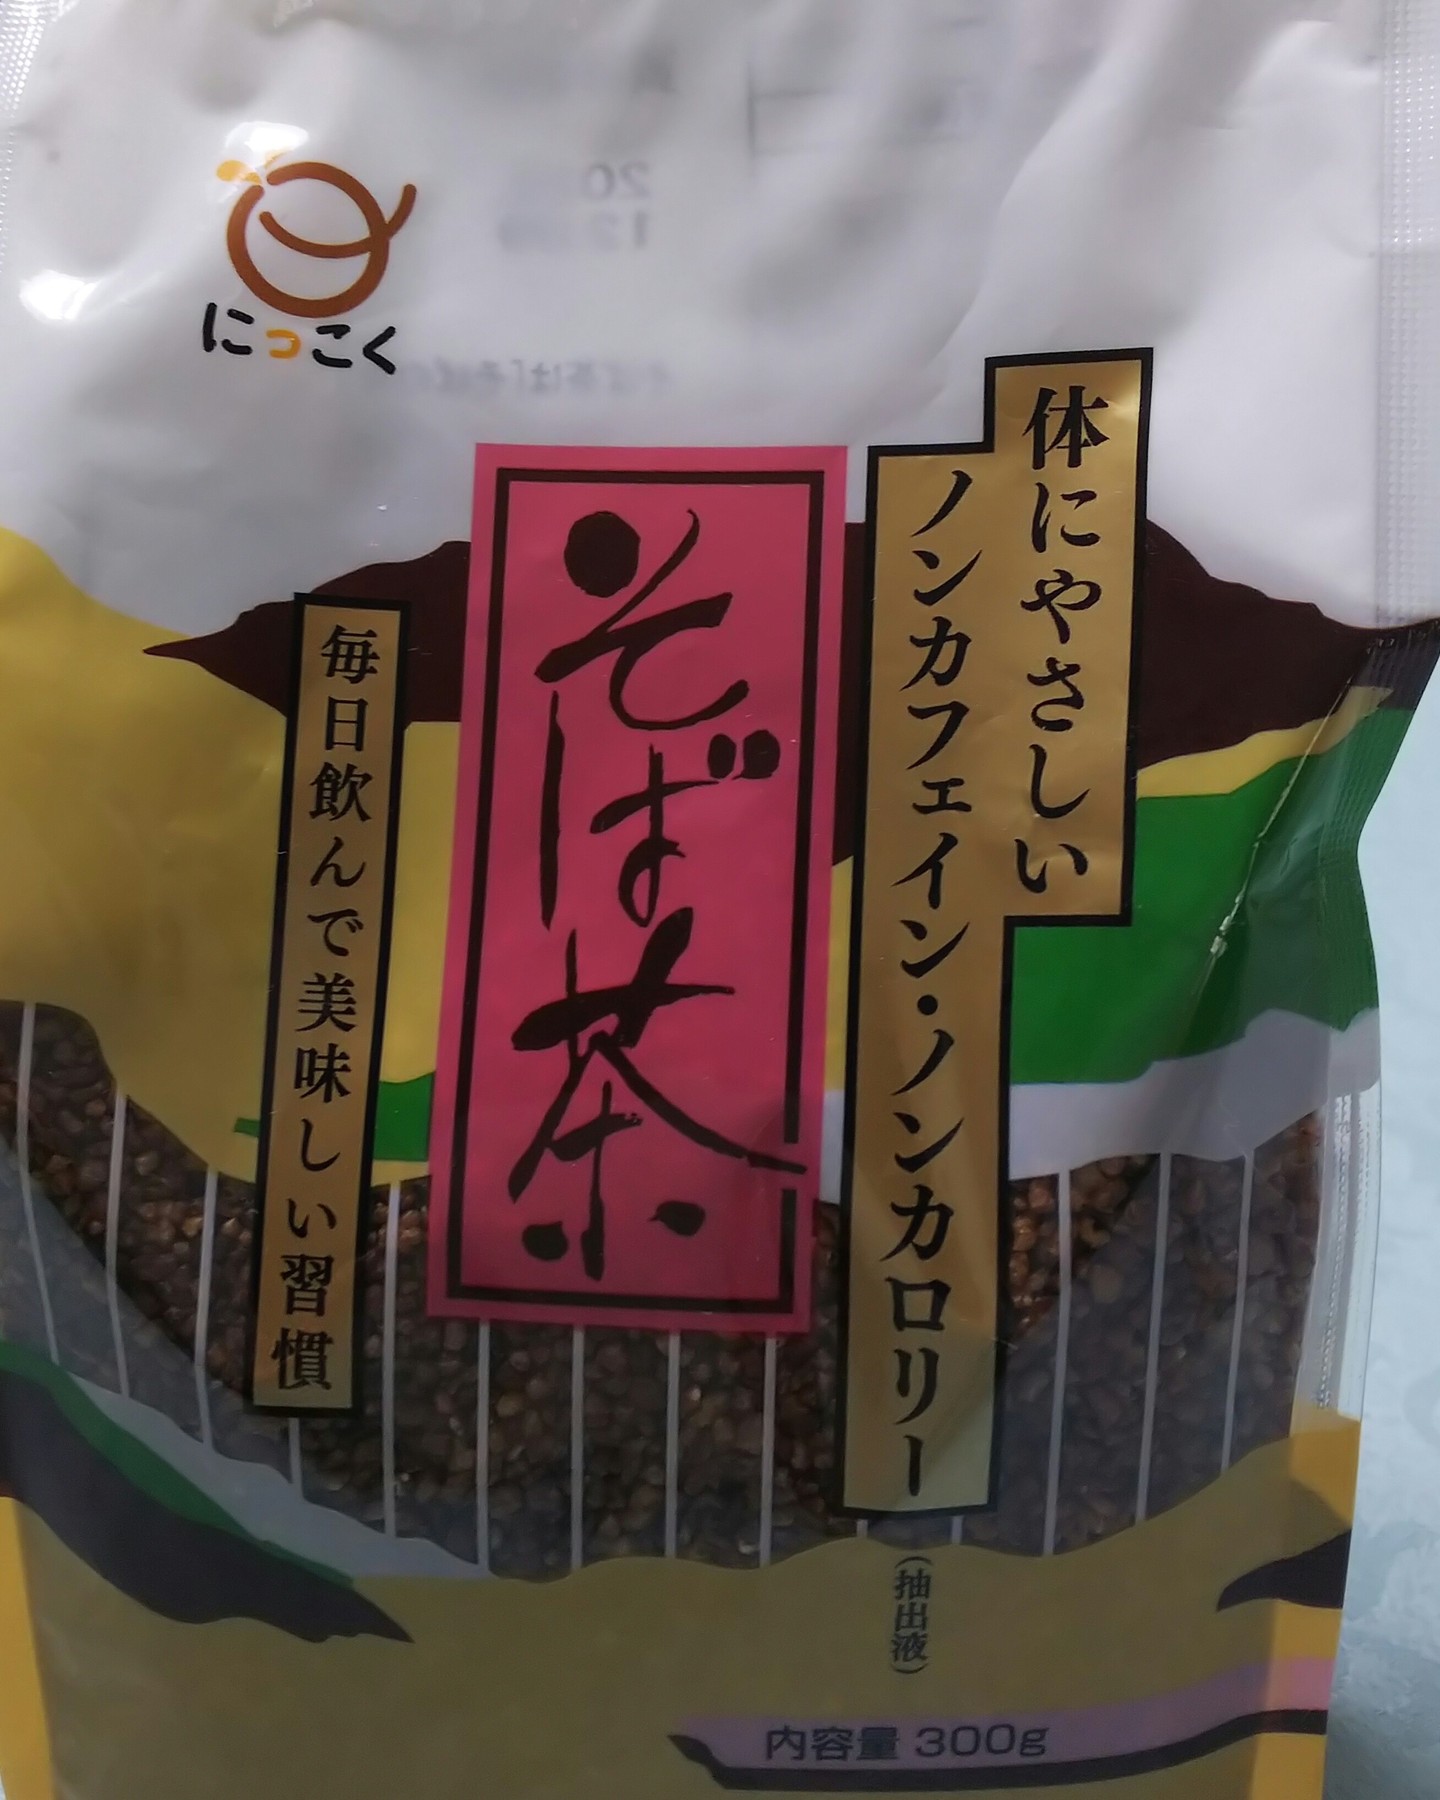 にっこく
体にやさしい
ノンカフェイン・ノンカロリー
(抽出液)
そば茶
毎日飲んで美味しい習慣
内容量 300g